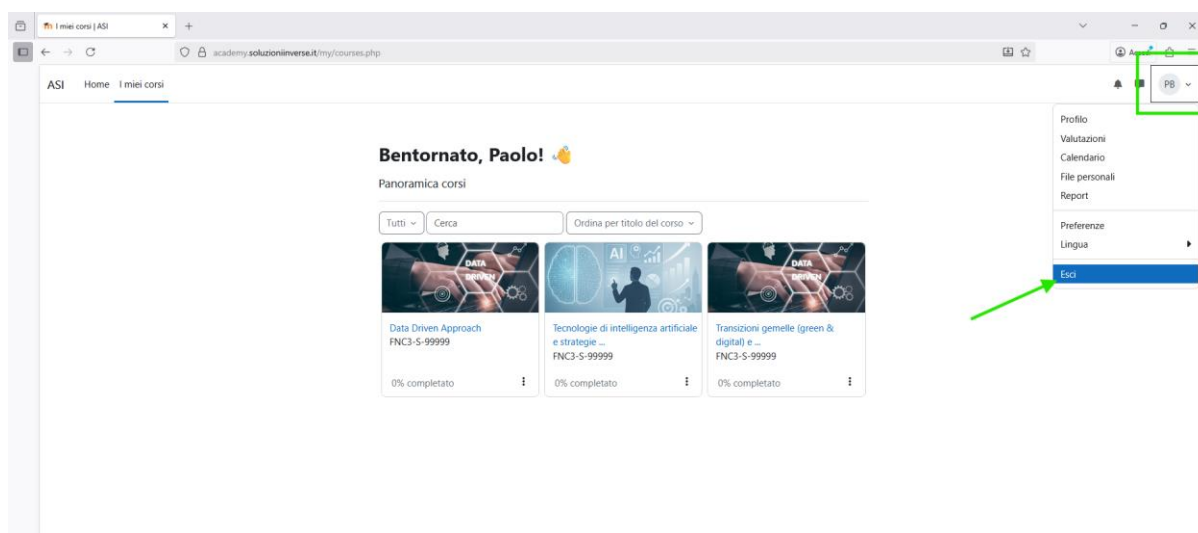 I miei corsi | ASI
academy.soluzioniinverse.it/my/courses.php
ASI Home I miei corsi
PB
Profilo
Valutazioni
Calendario
File personali
Report
Preferenze
Lingua
Esci
Bentornato, Paolo!
Panoramica corsi
Tutti Cerca Ordina per titolo del corso
DATA
DRIVEN
AI
DATA
DRIVEN
Data Driven Approach
FNC3-S-99999
0% completato
Tecnologie di intelligenza artificiale
e strategie ...
FNC3-S-99999
0% completato
Transizioni gemelle (green &
digital) e ...
FNC3-S-99999
0% completato